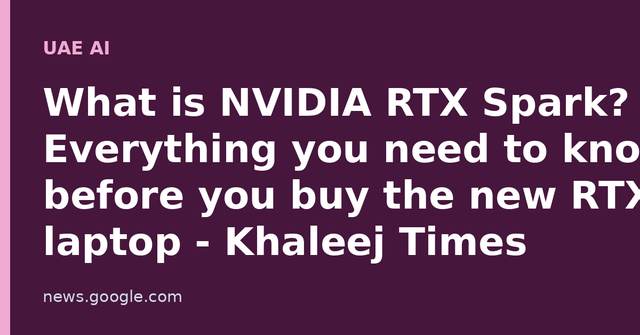 UAE AI
What is NVIDIA RTX Spark?
Everything you need to kno
before you buy the new RTX
laptop - Khaleej Times
news.google.com